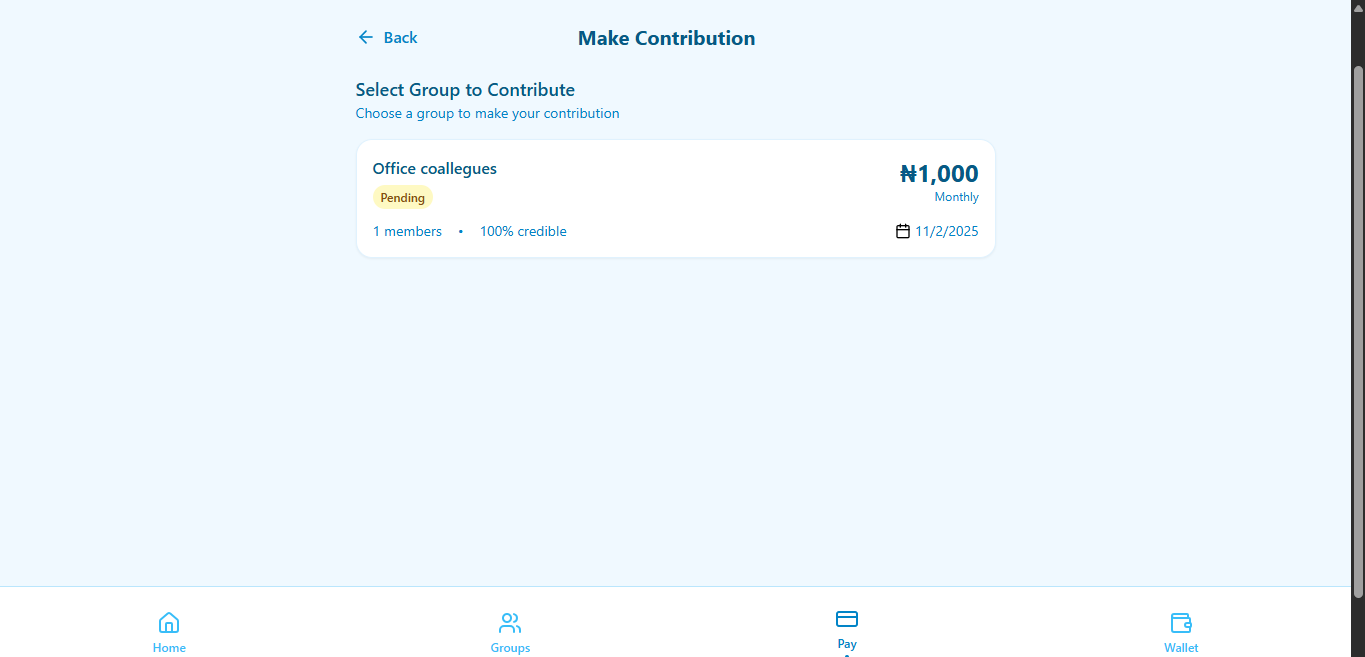 Back
Make Contribution
Select Group to Contribute
Choose a group to make your contribution
Office coallegues
₦1,000
Pending
Monthly
1 members • 100% credible
11/2/2025
Home
Groups
Pay
Wallet